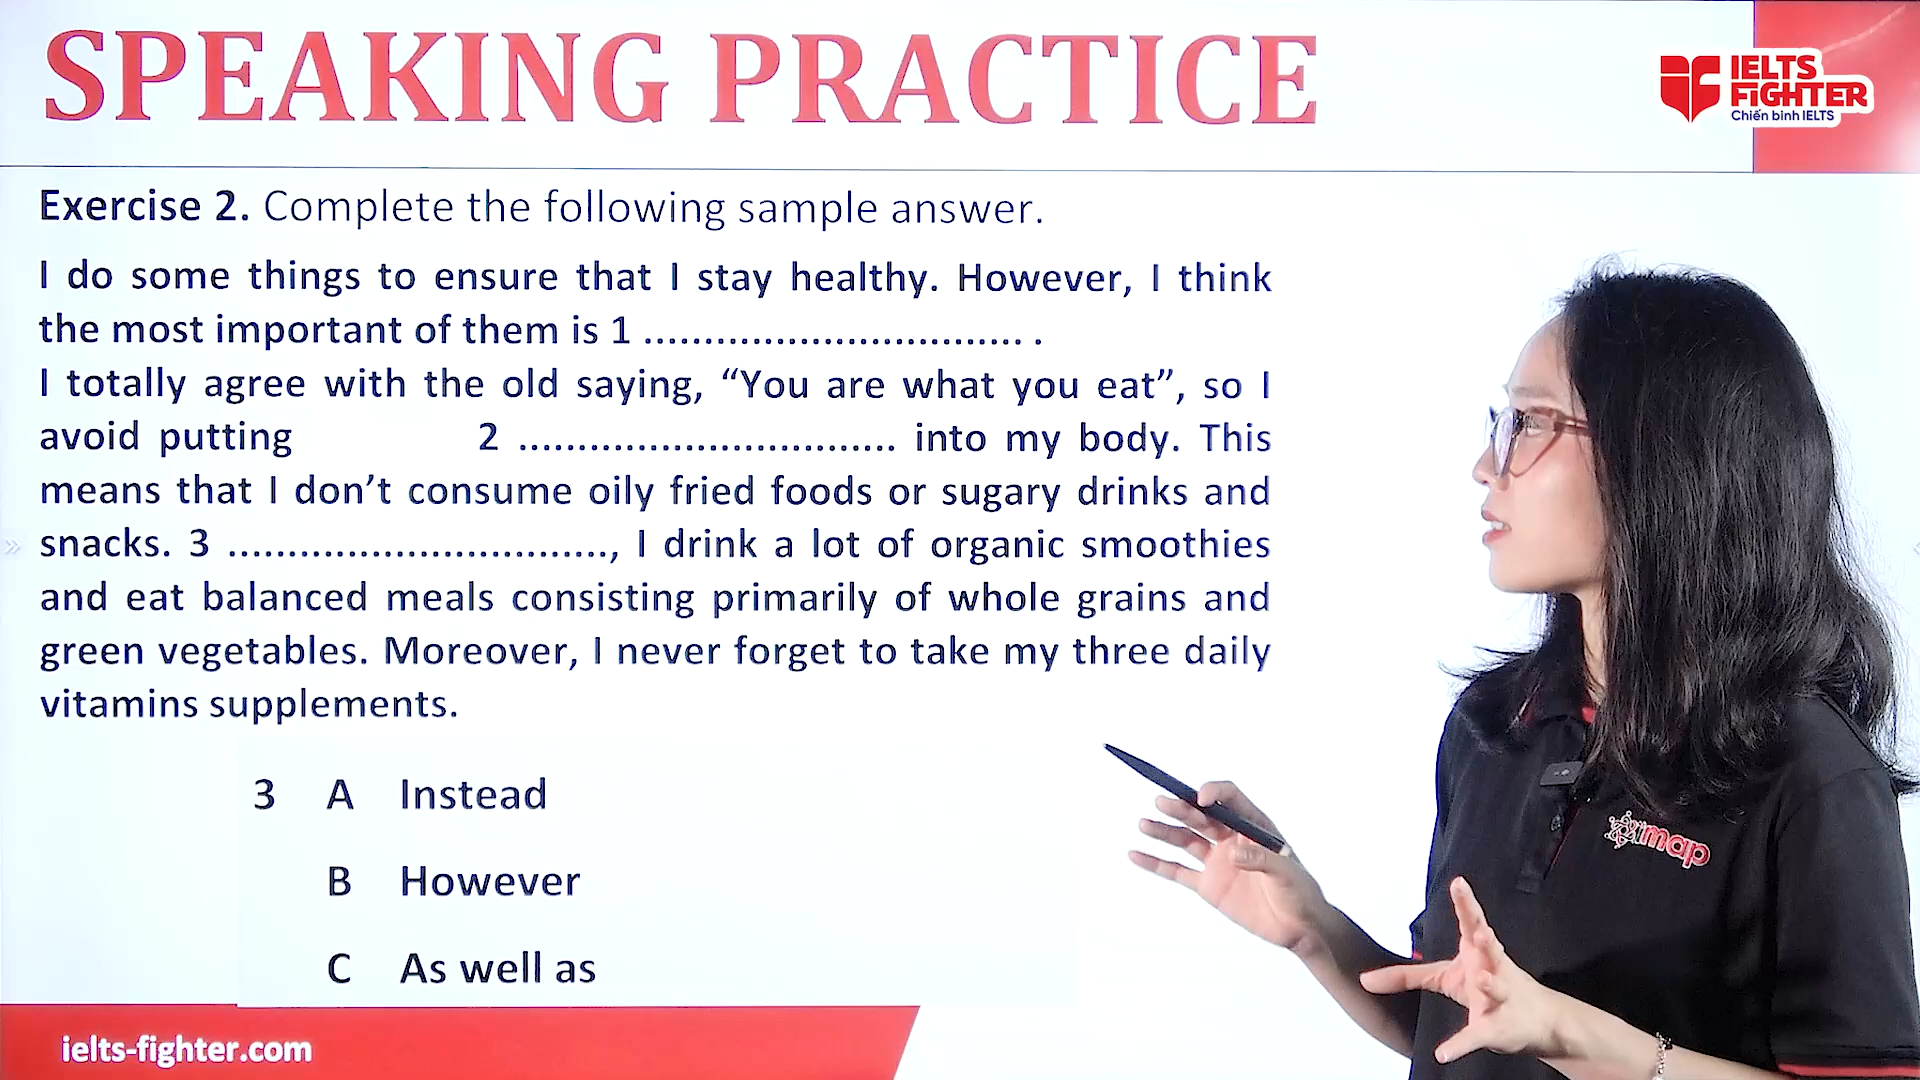 SPEAKING PRACTICE
IELTS
FIGHTER
Chiến binh IELTS
Exercise 2. Complete the following sample answer.
I do some things to ensure that I stay healthy. However, I think
the most important of them is 1 ................................ .
I totally agree with the old saying, “You are what you eat”, so I
avoid putting 2 ................................ into my body. This
means that I don’t consume oily fried foods or sugary drinks and
snacks. 3 ................................, I drink a lot of organic smoothies
and eat balanced meals consisting primarily of whole grains and
green vegetables. Moreover, I never forget to take my three daily
vitamins supplements.
3 A Instead
B However
C As well as
imap
ielts-fighter.com